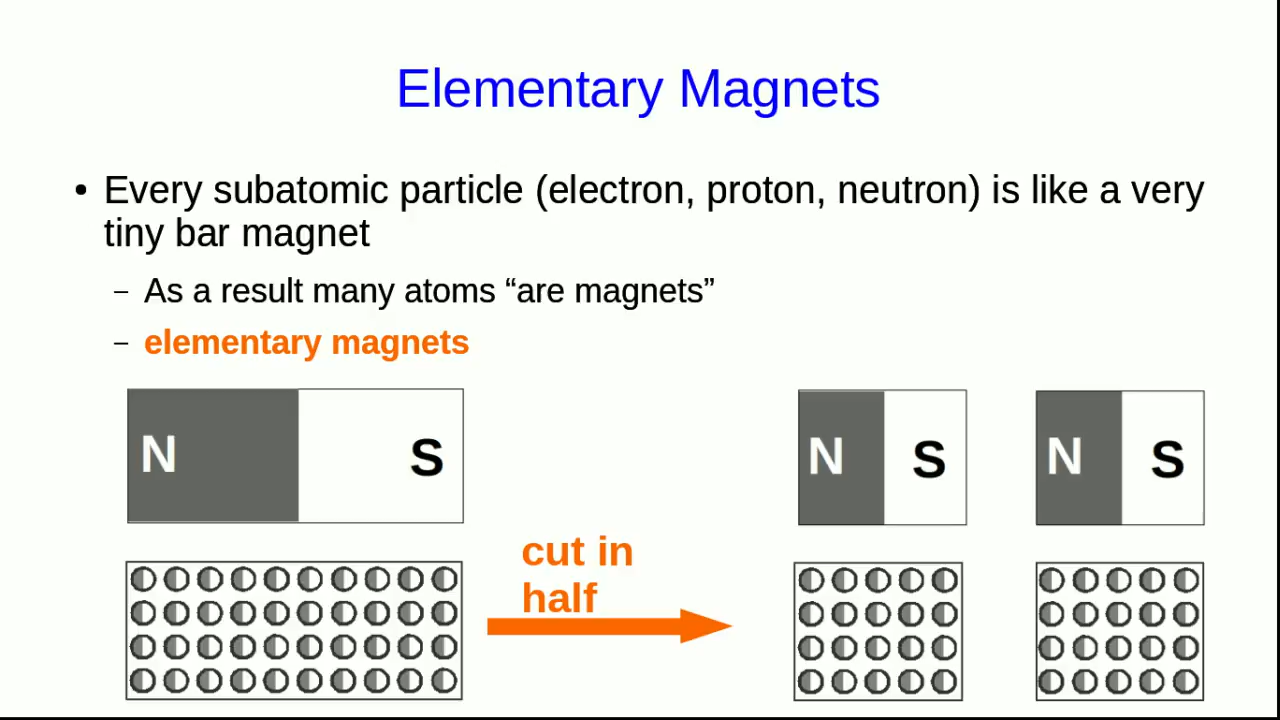 Elementary Magnets
• Every subatomic particle (electron, proton, neutron) is like a very
tiny bar magnet
– As a result many atoms “are magnets”
– elementary magnets
N S
N S
N S
cut in
half